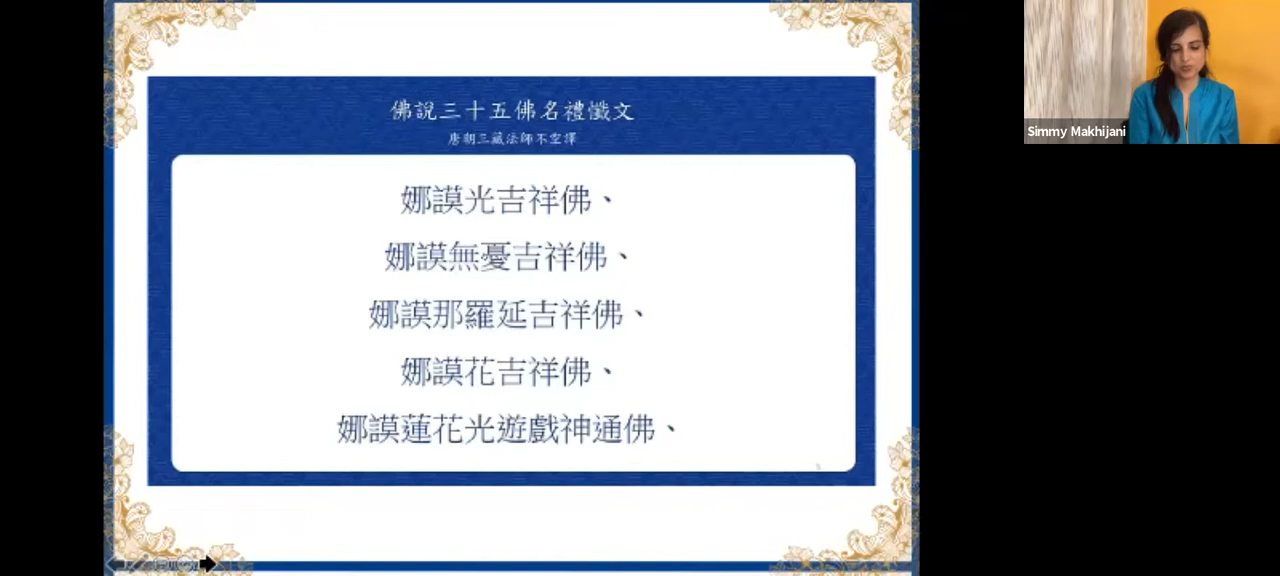 佛說三十五佛名禮懺文
唐朝三藏法師不空譯
娜謨光吉祥佛、
娜謨無憂吉祥佛、
娜謨那羅延吉祥佛、
娜謨花吉祥佛、
娜謨蓮花光遊戲神通佛、
Simmy Makhijani